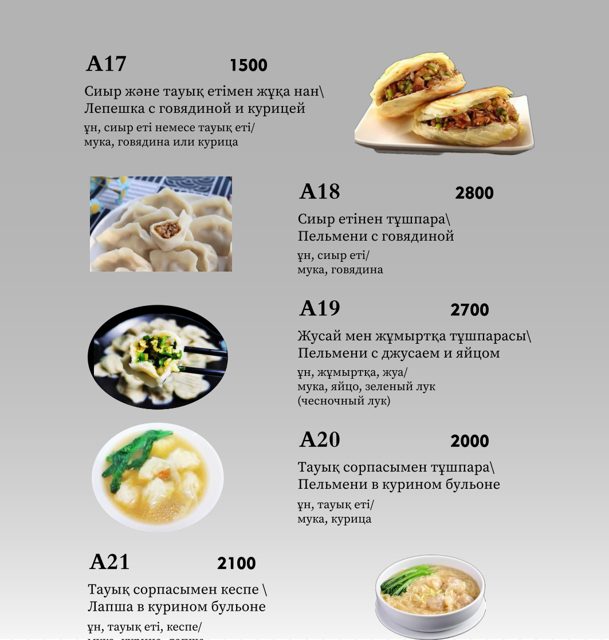 A17 1500
Сиыр және тауық етімен жұқа нан\
Лепешка с говядиной и курицей
ұн, сиыр еті немесе тауық еті/
мука, говядина или курица
A18 2800
Сиыр етінен тұшпара\
Пельмени с говядиной
ұн, сиыр еті/
мука, говядина
A19 2700
Жусай мен жұмыртқа тұшпарасы\
Пельмени с джусаем и яйцом
ұн, жұмыртқа, жуа/
мука, яйцо, зеленый лук
(чесночный лук)
A20 2000
Тауық сорпасымен тұшпара\
Пельмени в курином бульоне
ұн, тауық еті/
мука, курица
A21 2100
Тауық сорпасымен кеспе \
Лапша в курином бульоне
ұн, тауық еті, кеспе/